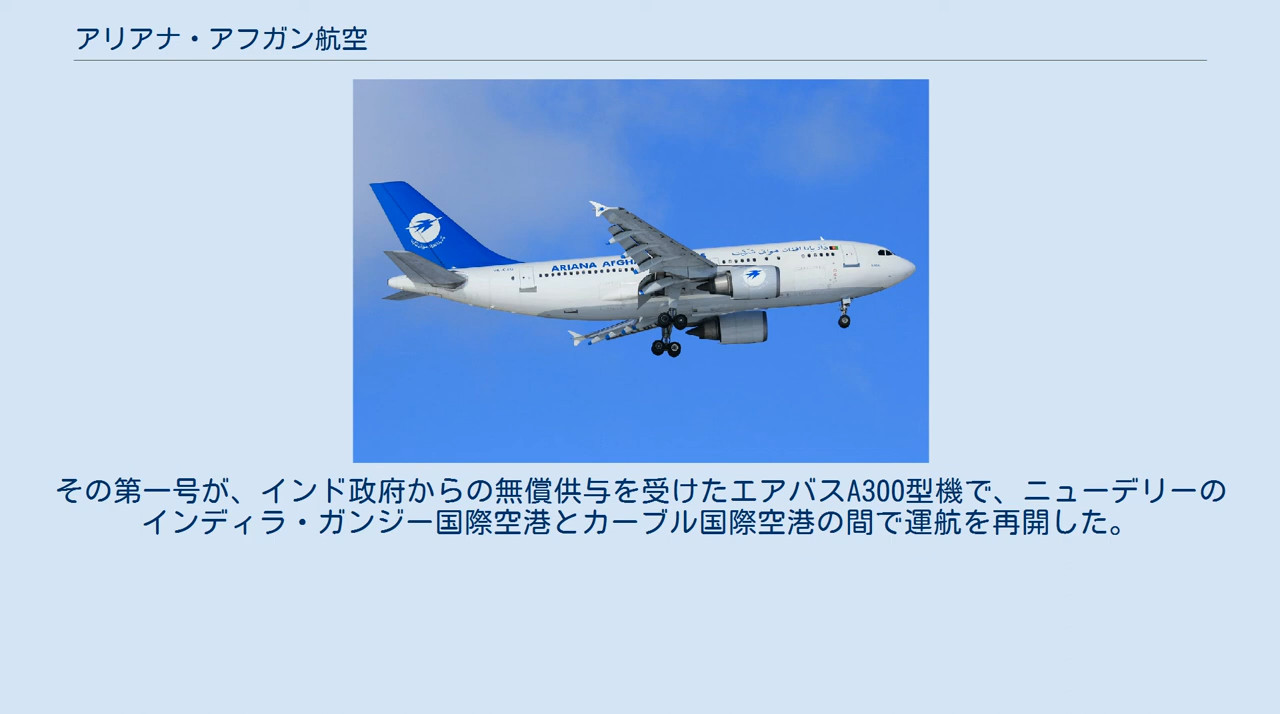 アリアナ・アフガン航空
ARIANA AFGH
その第一号が、インド政府からの無償供与を受けたエアバスA300型機で、ニューデリーの
インディラ・ガンジー国際空港とカーブル国際空港の間で運航を再開した。